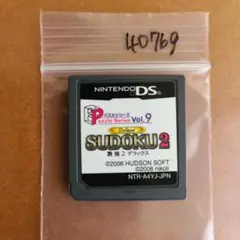 40769
NINTENDO DS
パズルシリーズ
Puzzle Series Vol.9
SUDOKU 2
数独2 デラックス
©2006 HUDSON SOFT
©2006 nikoli
NTR-A4YJ-JPN